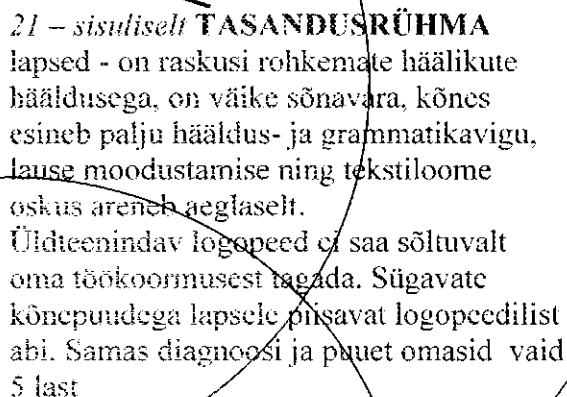 21 – sisuliselt TASANDUSRÜHMA
lapsed - on raskusi rohkemate häälikute
hääldusega, on väike sõnavara, kõnes
esineb palju hääldus- ja grammatikavigu,
lause moodustamise ning tekstiloome
oskus areneb aeglaselt.
Üldteenindav logopeed ei saa sõltuvalt
oma töökoormusest tagada. Sügavate
kõnepuudega lapsele piisavat logopeedilist
abi. Samas diagnoosi ja puuet omasid vaid
5 last